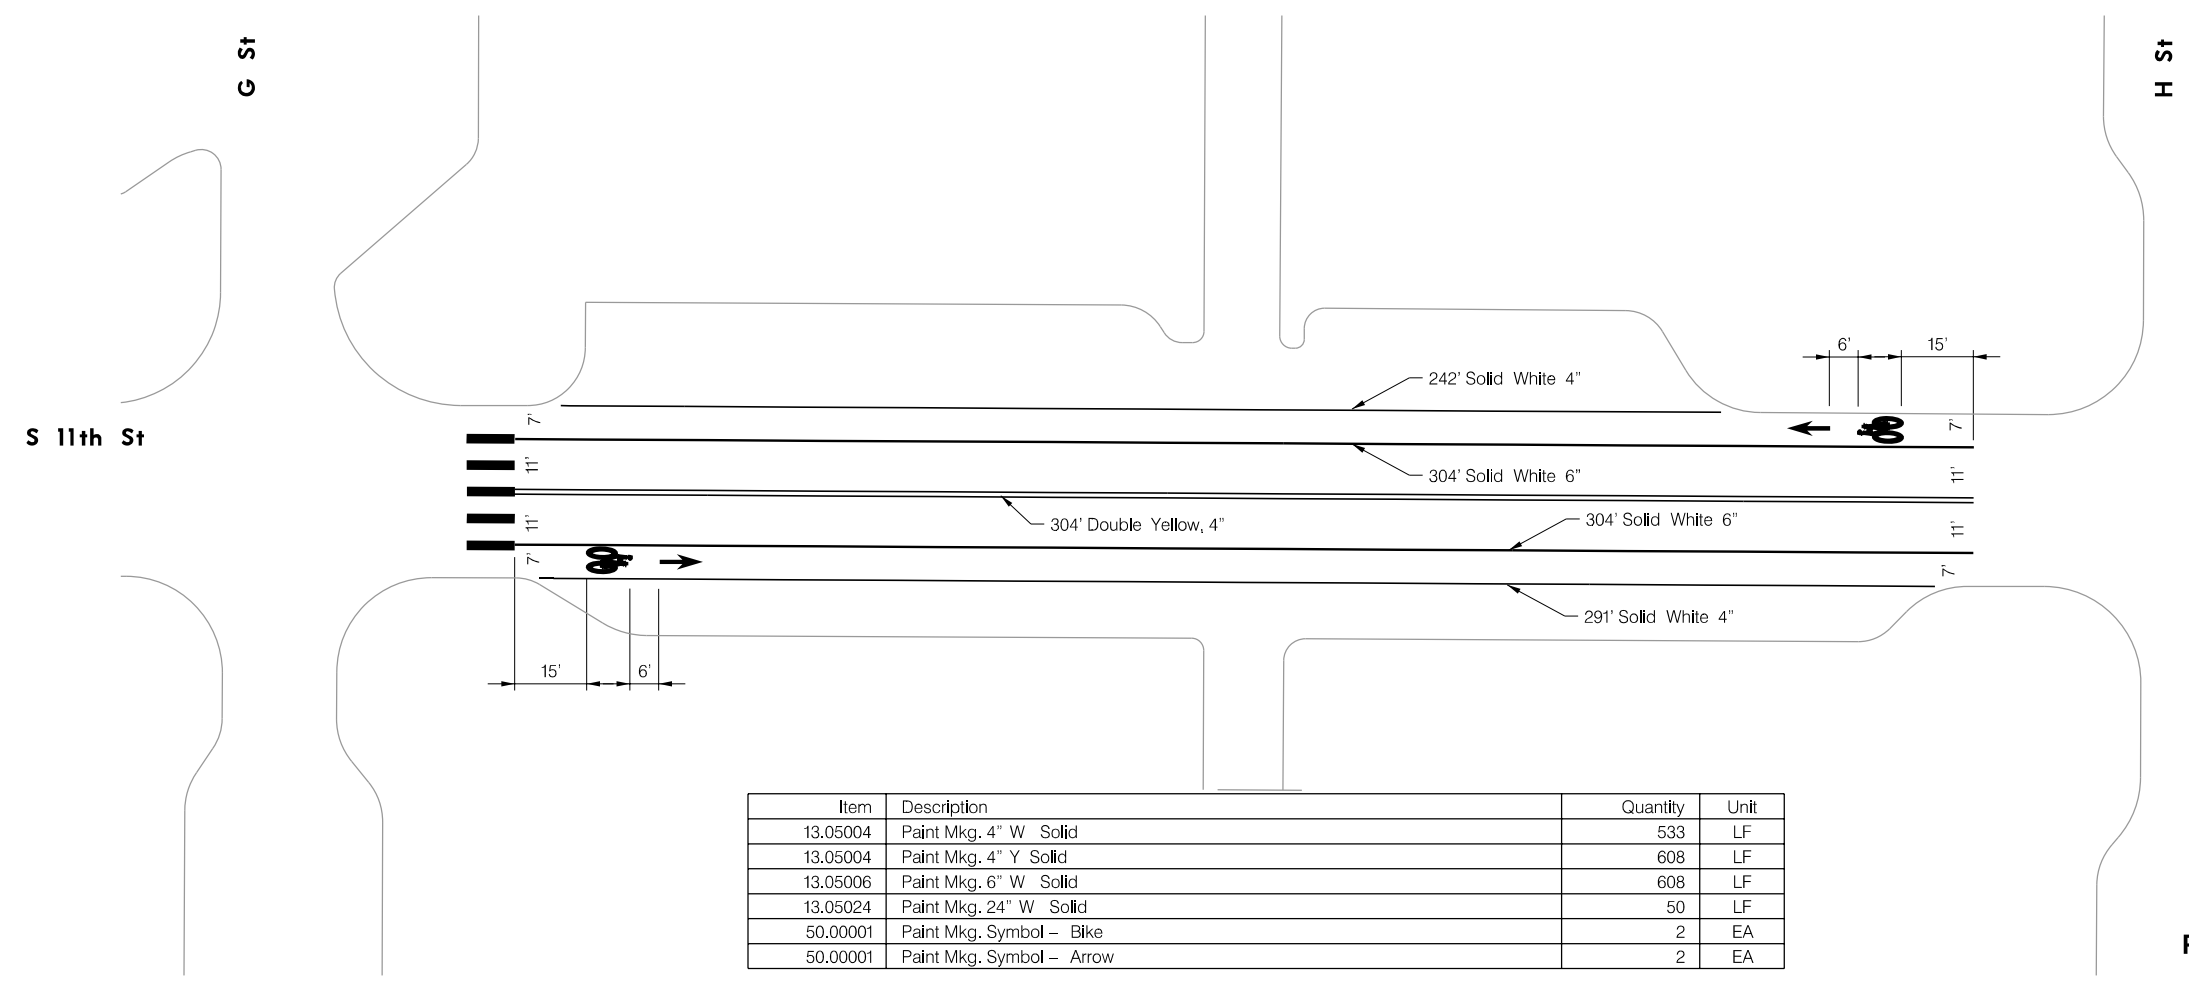 G St
H St
S 11th St
6' 15'
242' Solid White 4"
7' 7'
11' 304' Solid White 6" 11'
304' Double Yellow, 4"
11' 304' Solid White 6" 11'
7' 7'
291' Solid White 4"
15' 6'
Item Description Quantity Unit
13.05004 Paint Mkg. 4" W Solid 533 LF
13.05004 Paint Mkg. 4" Y Solid 608 LF
13.05006 Paint Mkg. 6" W Solid 608 LF
13.05024 Paint Mkg. 24" W Solid 50 LF
50.00001 Paint Mkg. Symbol – Bike 2 EA
50.00001 Paint Mkg. Symbol – Arrow 2 EA